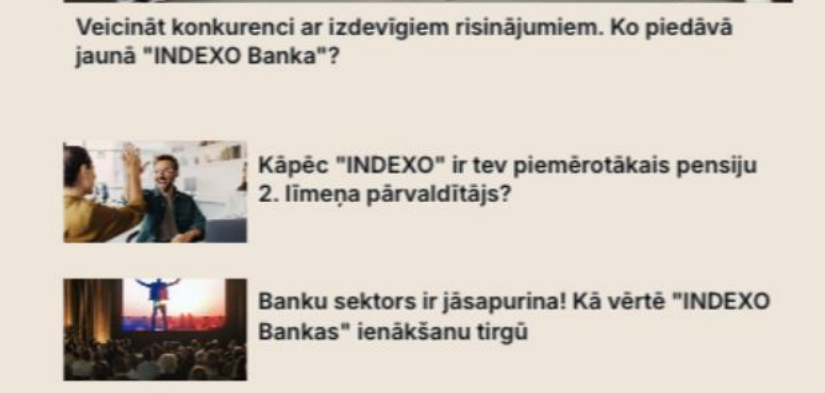 Veicināt konkurenci ar izdevīgiem risinājumiem. Ko piedāvā
jaunā "INDEXO Banka"?
Kāpēc "INDEXO" ir tev piemērotākais pensiju
2. līmeņa pārvaldītājs?
Banku sektors ir jāsapurina! Kā vērtē "INDEXO
Bankas" ienākšanu tirgū